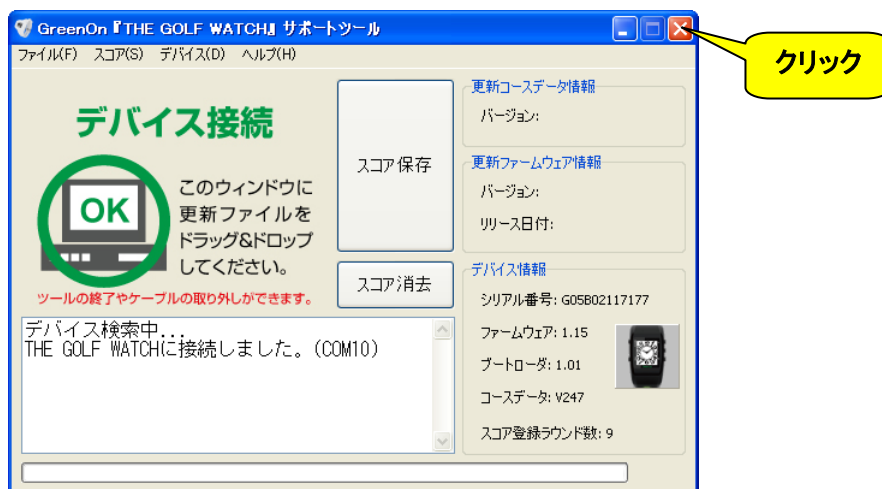 GreenOn『THE GOLF WATCH』サポートツール
ファイル(F) スコア(S) デバイス(D) ヘルプ(H)
クリック
デバイス接続
OK
このウィンドウに
更新ファイルを
ドラッグ&ドロップ
してください。
ツールの終了やケーブルの取り外しができます。
スコア保存
スコア消去
デバイス検索中...
THE GOLF WATCHに接続しました。(COM10)
更新コースデータ情報
バージョン:
更新ファームウェア情報
バージョン:
リリース日付:
デバイス情報
シリアル番号: G05B02117177
ファームウェア: 1.15
ブートローダ: 1.01
コースデータ: V247
スコア登録ラウンド数: 9